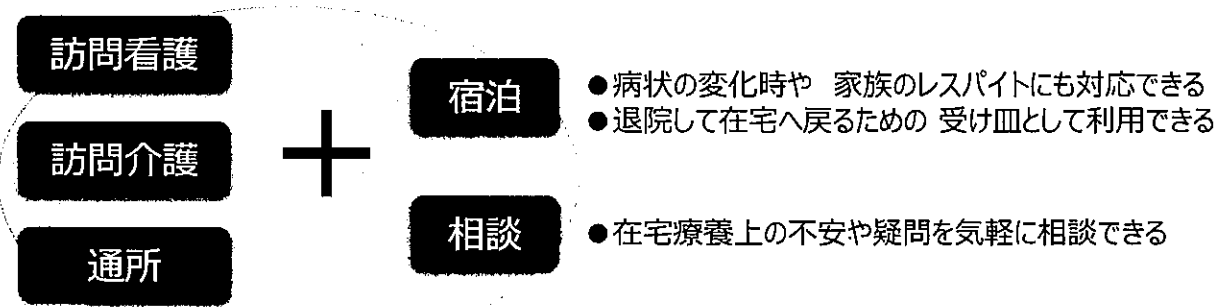 訪問看護
訪問介護
通所
+
宿泊
●病状の変化時や 家族のレスパイトにも対応できる
●退院して在宅へ戻るための 受け皿として利用できる
相談
●在宅療養上の不安や疑問を気軽に相談できる